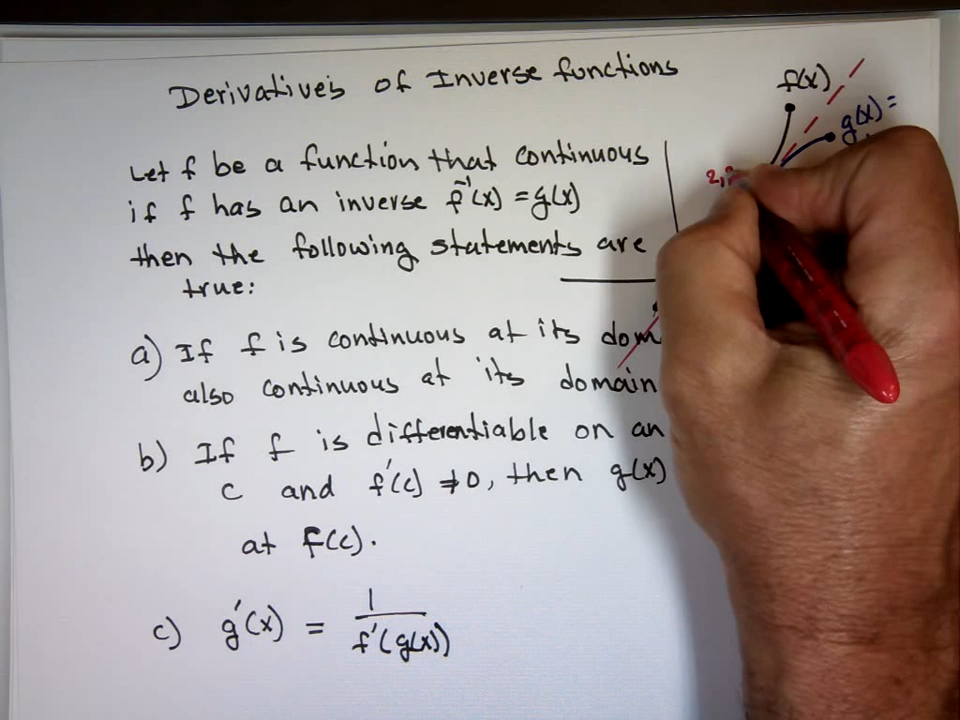 Derivatives of Inverse functions
f(x)
g(x) =
Let f be a function that continuous
if f has an inverse f⁻¹(x) = g(x)
2,
then the following statements are
true:
a) If f is continuous at its dom
also continuous at its domain
b) If f is differentiable on an
c and f'(c) ≠ 0, then g(x)
at f(c).
c) g'(x) = 1 / f'(g(x))